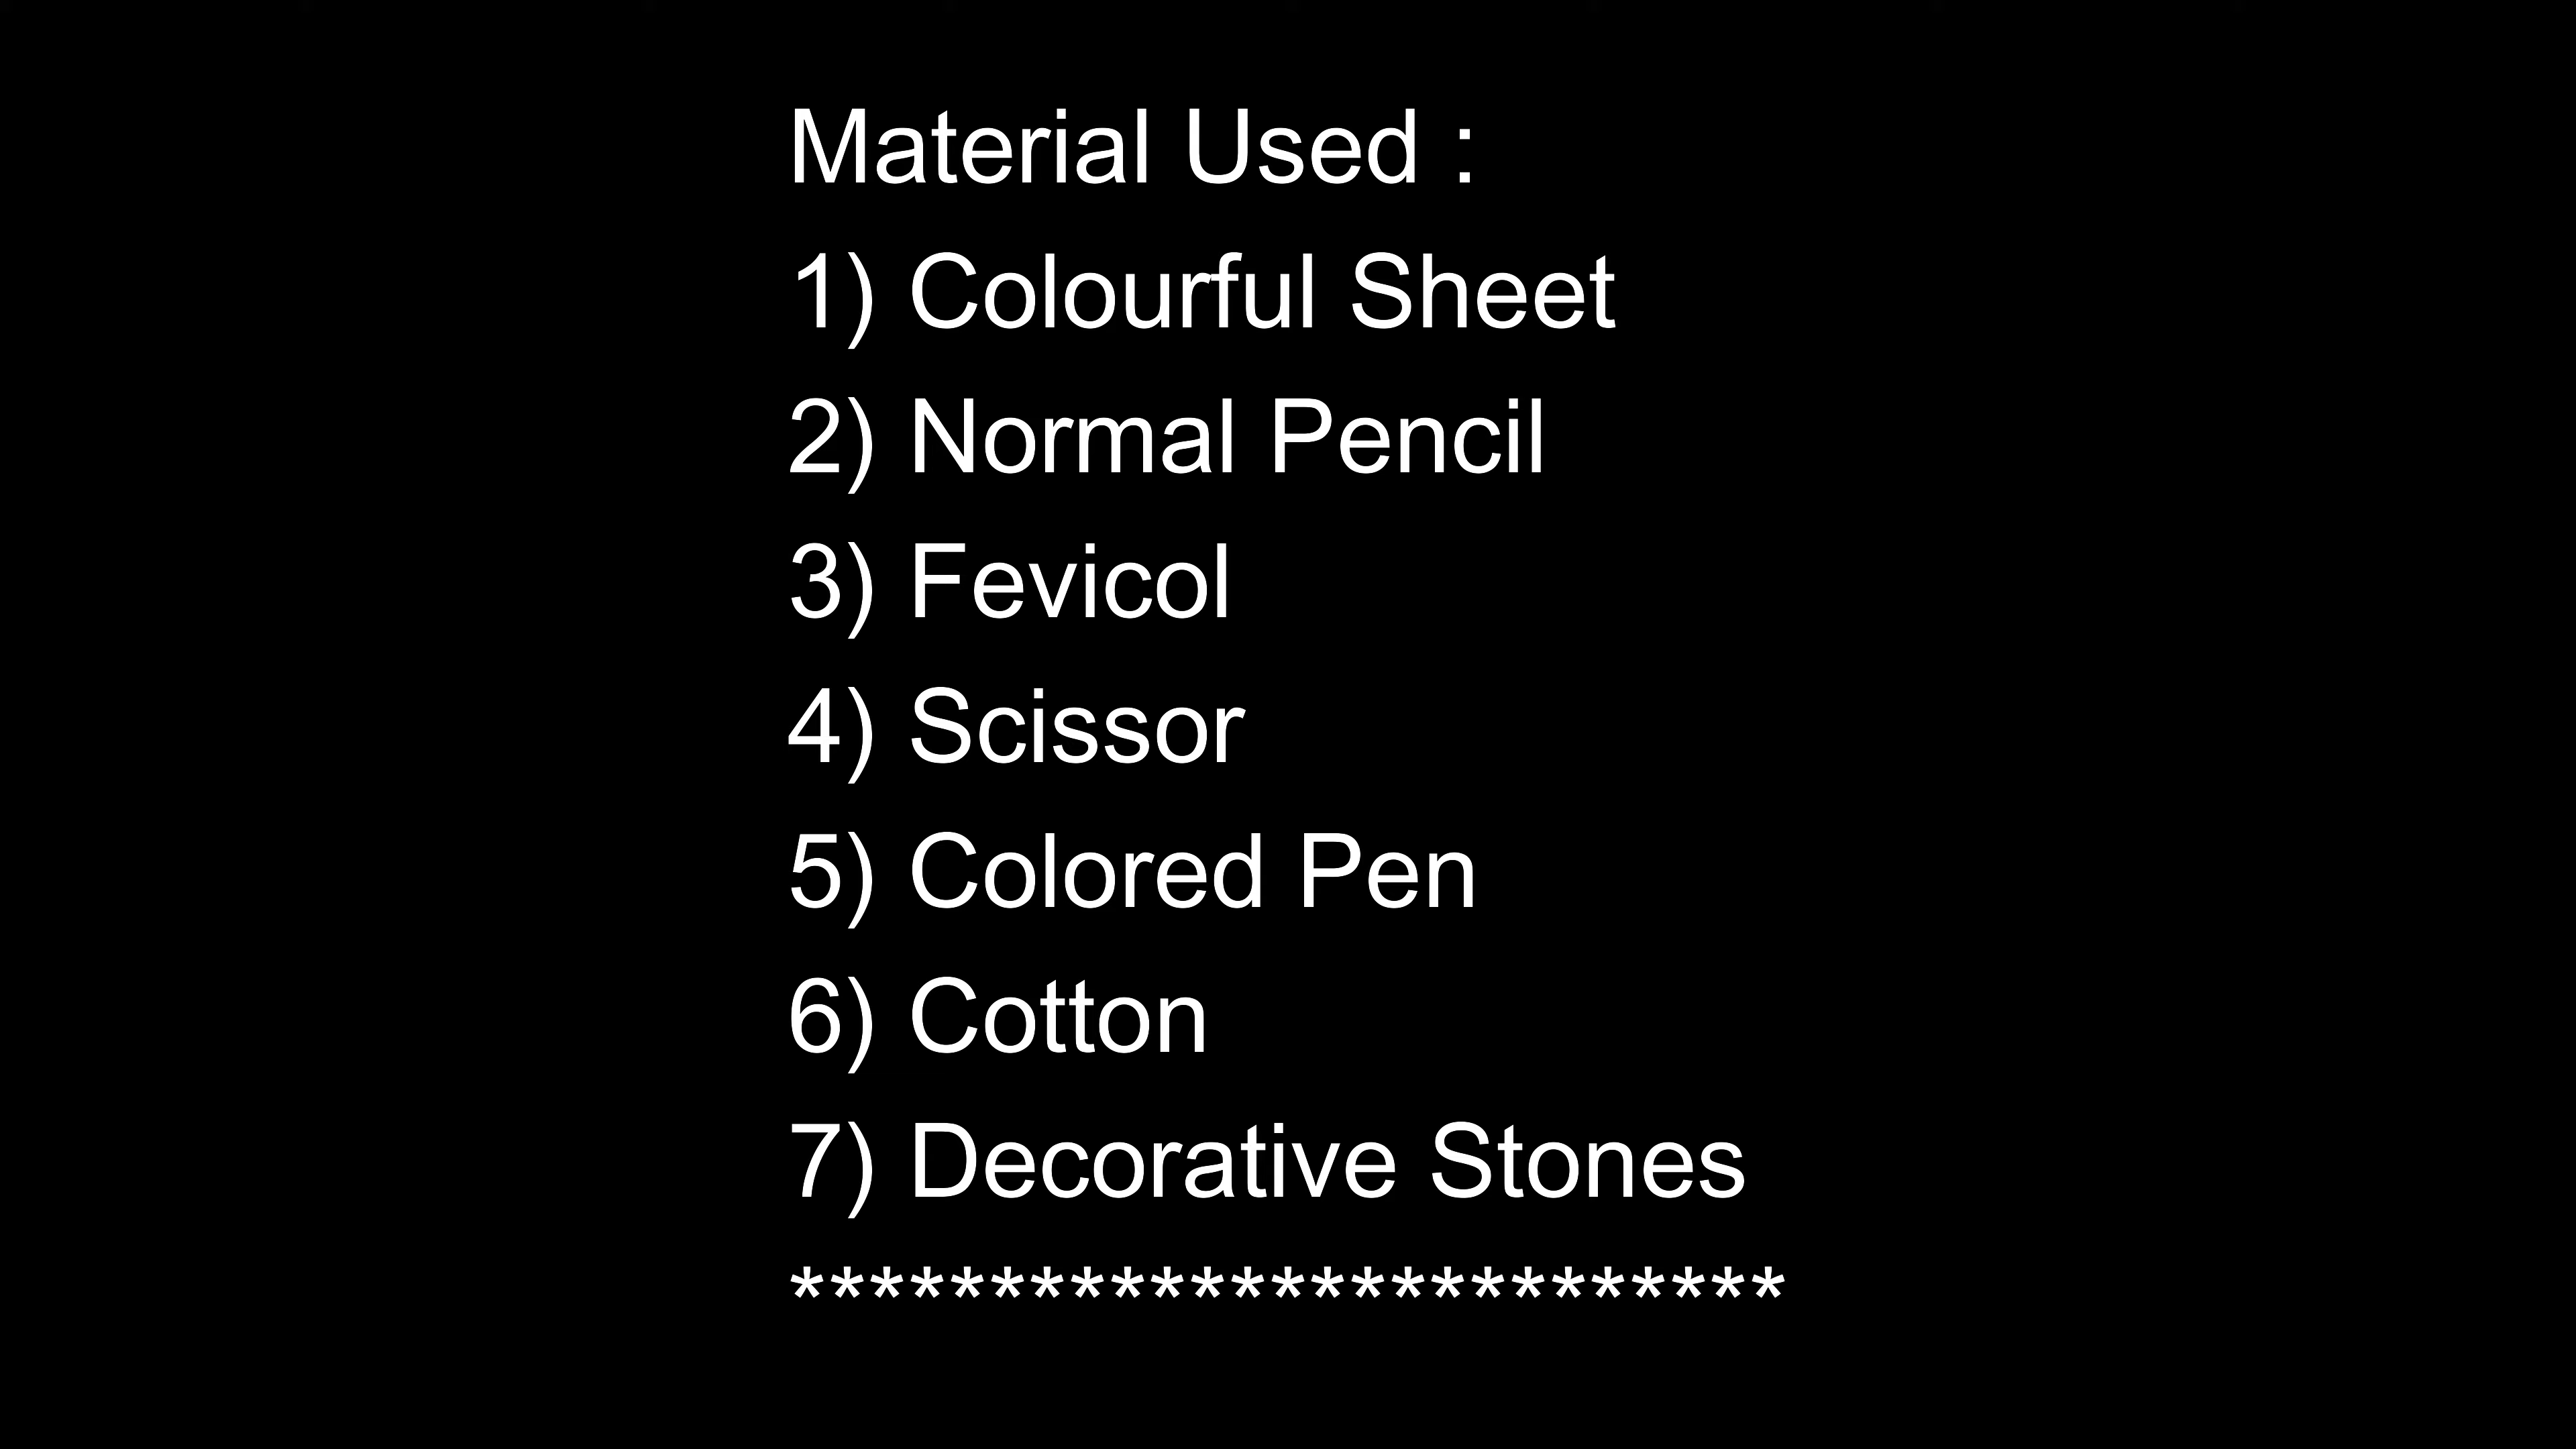 Material Used :
1) Colourful Sheet
2) Normal Pencil
3) Fevicol
4) Scissor
5) Colored Pen
6) Cotton
7) Decorative Stones
*************************